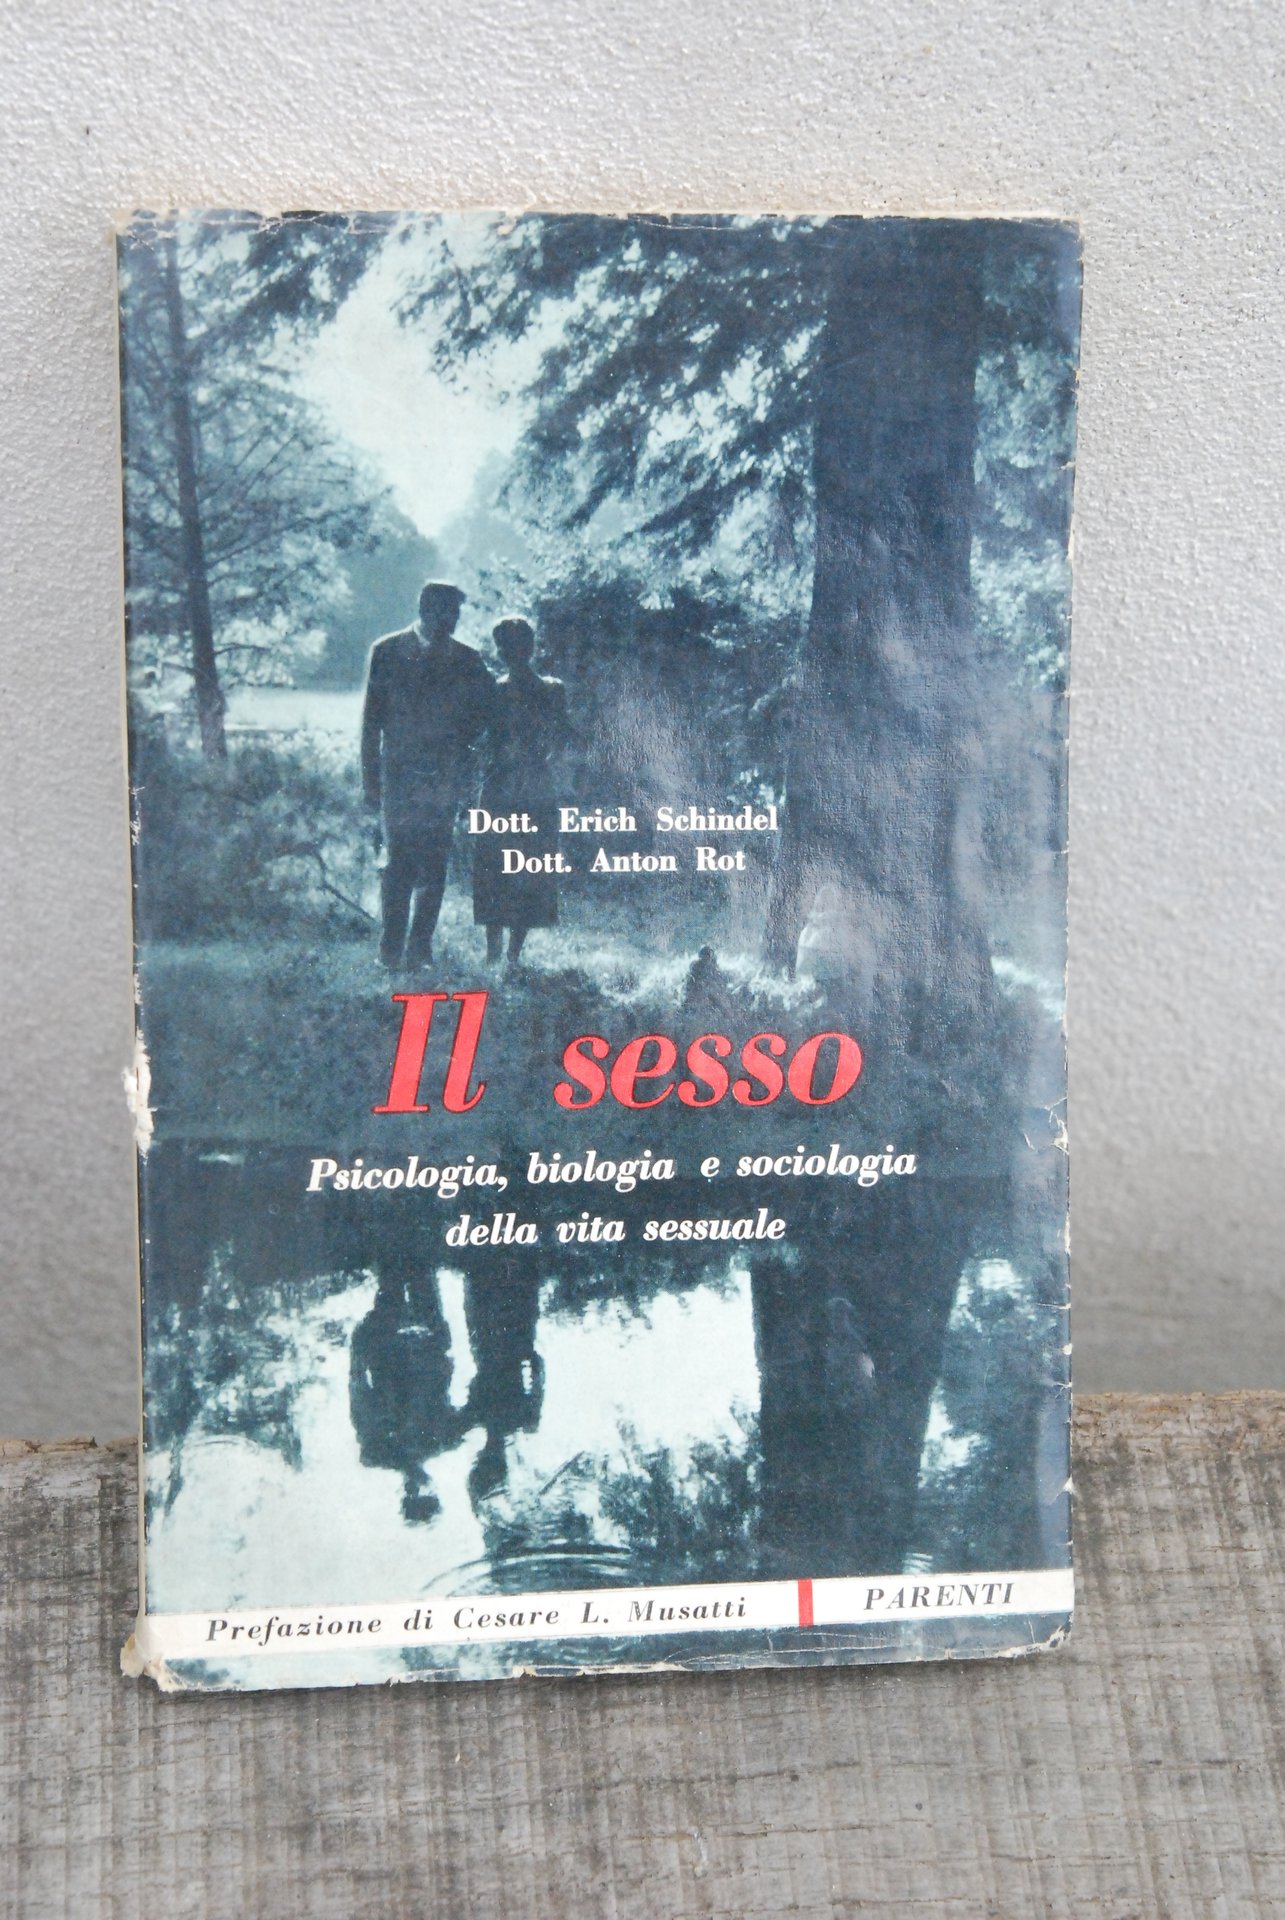 Dott. Erich Schindel
Dott. Anton Rot
Il sesso
Psicologia, biologia e sociologia
della vita sessuale
Prefazione di Cesare L. Musatti
PARENTI